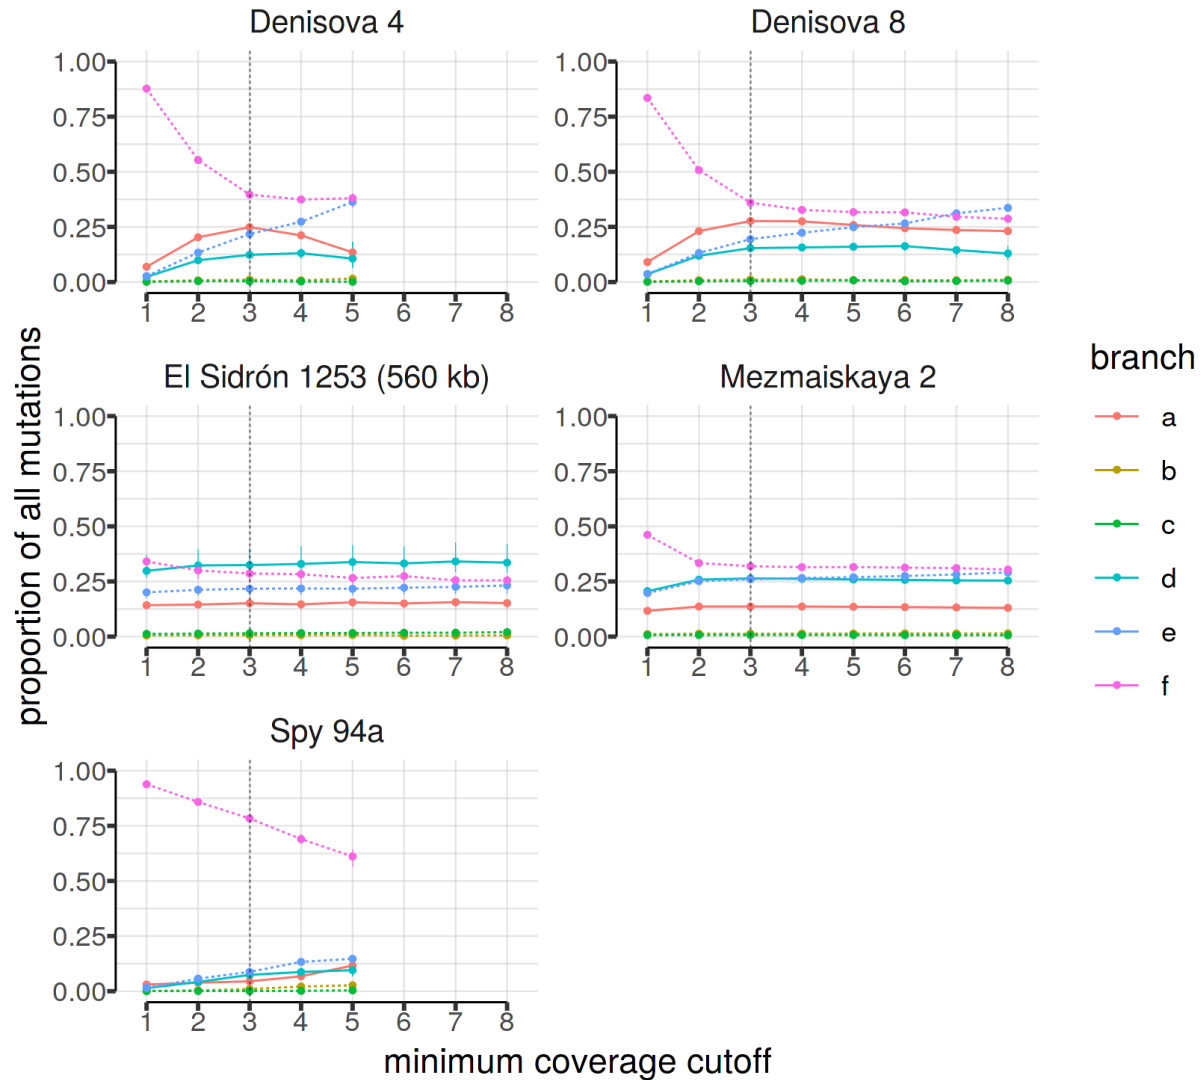 Denisova 4
Denisova 8
1.00
0.75
0.50
0.25
0.00
1 2 3 4 5 6 7 8
1.00
0.75
0.50
0.25
0.00
1 2 3 4 5 6 7 8
El Sidrón 1253 (560 kb)
Mezmaiskaya 2
1.00
0.75
0.50
0.25
0.00
1 2 3 4 5 6 7 8
1.00
0.75
0.50
0.25
0.00
1 2 3 4 5 6 7 8
Spy 94a
1.00
0.75
0.50
0.25
0.00
1 2 3 4 5 6 7 8
proportion of all mutations
minimum coverage cutoff
branch
a
b
c
d
e
f